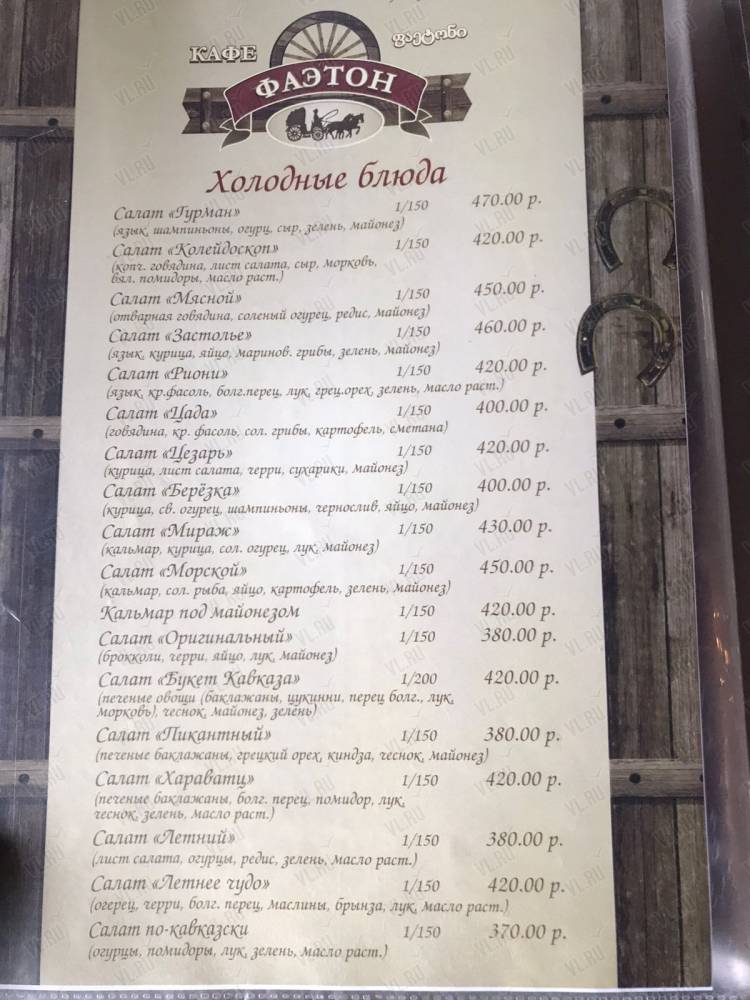 КАФЕ
ფაეტონი
ФАЭТОН
Холодные блюда
Салат «Гурман» 1/150 470.00 р.
(язык, шампиньоны, огурц, сыр, зелень, майонез)
Салат «Колейдоскоп» 1/150 420.00 р.
(копч. говядина, лист салата, сыр, морковь,
вял. помидоры, масло раст.)
Салат «Мясной» 1/150 450.00 р.
(отварная говядина, соленый огурец, редис, майонез)
Салат «Застолье» 1/150 460.00 р.
(язык, курица, яйцо, маринов. грибы, зелень, майонез)
Салат «Риони» 1/150 420.00 р.
(язык, кр.фасоль, болг.перец, лук, грец.орех, зелень, масло раст.)
Салат «Цада» 1/150 400.00 р.
(говядина, кр. фасоль, сол. грибы, картофель, сметана)
Салат «Цезарь» 1/150 420.00 р.
(курица, лист салата, черри, сухарики, майонез)
Салат «Берёзка» 1/150 400.00 р.
(курица, св. огурец, шампиньоны, чернослив, яйцо, майонез)
Салат «Мираж» 1/150 430.00 р.
(кальмар, курица, сол. огурец, лук, майонез)
Салат «Морской» 1/150 450.00 р.
(кальмар, сол. рыба, яйцо, картофель, зелень, майонез)
Кальмар под майонезом 1/150 420.00 р.
Салат «Оригинальный» 1/150 380.00 р.
(брокколи, черри, яйцо, лук, майонез)
Салат «Букет Кавказа» 1/200 420.00 р.
(печеные овощи (баклажаны, цукинни, перец болг., лук,
морковь), чеснок, майонез, зелень)
Салат «Пикантный» 1/150 380.00 р.
(печеные баклажаны, грецкий орех, киндза, чеснок, майонез)
Салат «Хараватц» 1/150 420.00 р.
(печеные баклажаны, болг. перец, помидор, лук,
чеснок, зелень, масло раст.)
Салат «Летний» 1/150 380.00 р.
(лист салата, огурцы, редис, зелень, масло раст.)
Салат «Летнее чудо» 1/150 420.00 р.
(огерец, черри, болг. перец, маслины, брынза, лук, масло раст.)
Салат по-кавказски 1/150 370.00 р.
(огурцы, помидоры, лук, зелень, масло раст.)
VL.RU